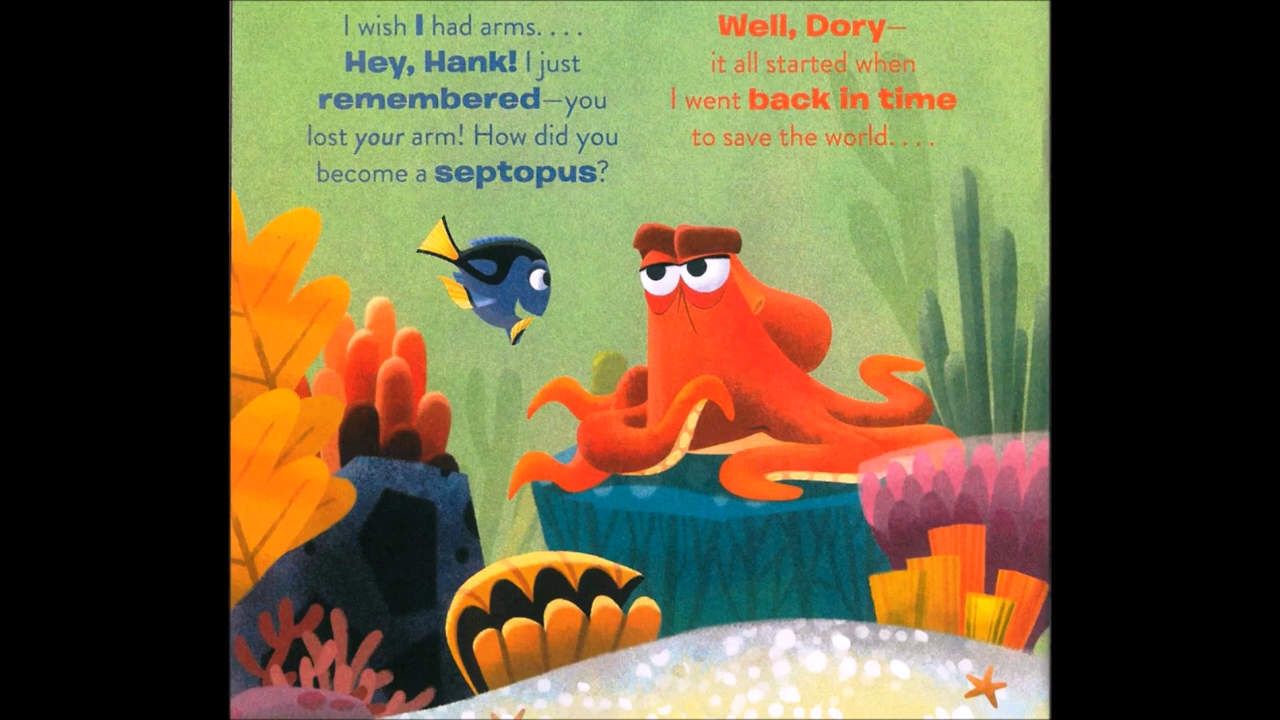 I wish I had arms. . . .
Hey, Hank! I just
remembered—you
lost your arm! How did you
become a septopus?
Well, Dory—
it all started when
I went back in time
to save the world. . . .